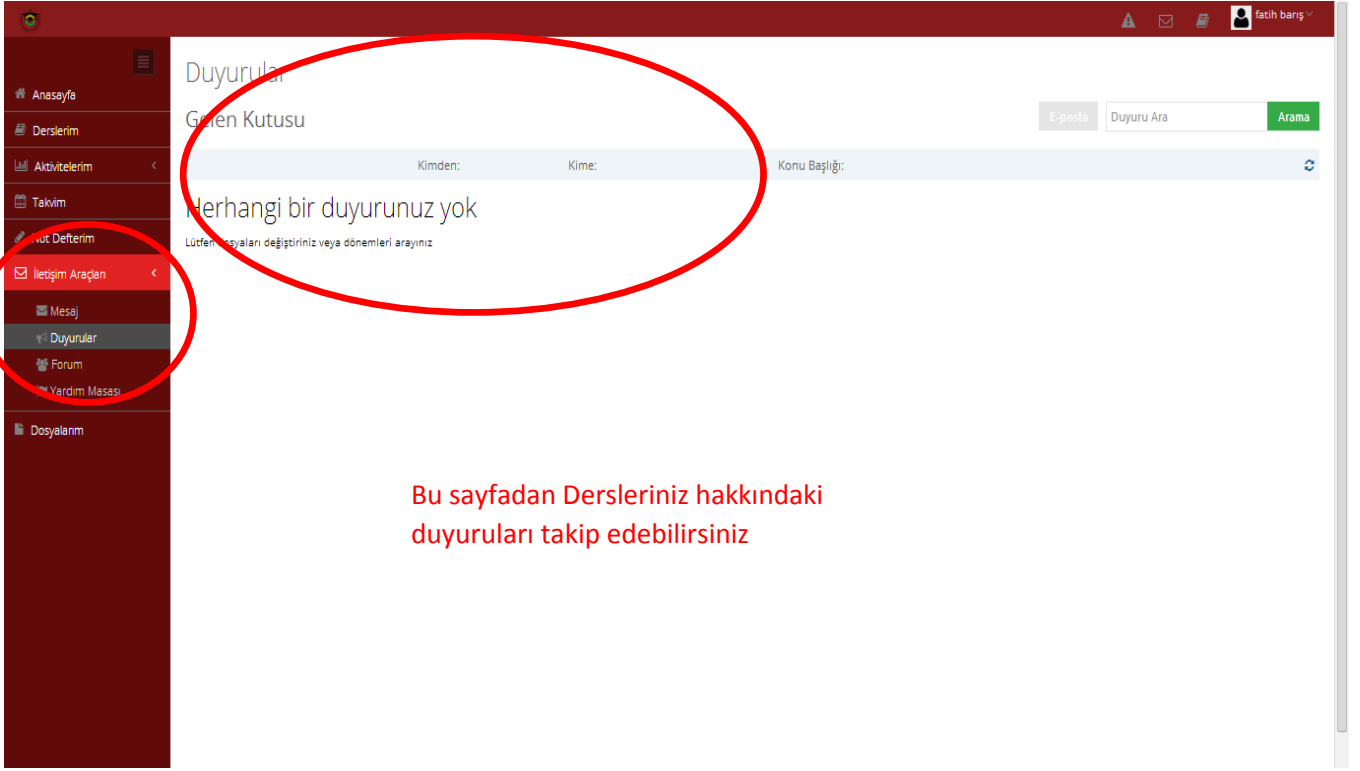 fatih barış
Anasayfa
Derslerim
Aktivitelerim
Takvim
Not Defterim
İletişim Araçları
Mesaj
Duyurular
Forum
Yardım Masası
Dosyalarım
Duyurular
Gelen Kutusu
E-posta
Duyuru Ara
Arama
Kimden:
Kime:
Konu Başlığı:
Herhangi bir duyurunuz yok
Lütfen dosyaları değiştiriniz veya dönemleri arayınız
Bu sayfadan Dersleriniz hakkındaki
duyuruları takip edebilirsiniz